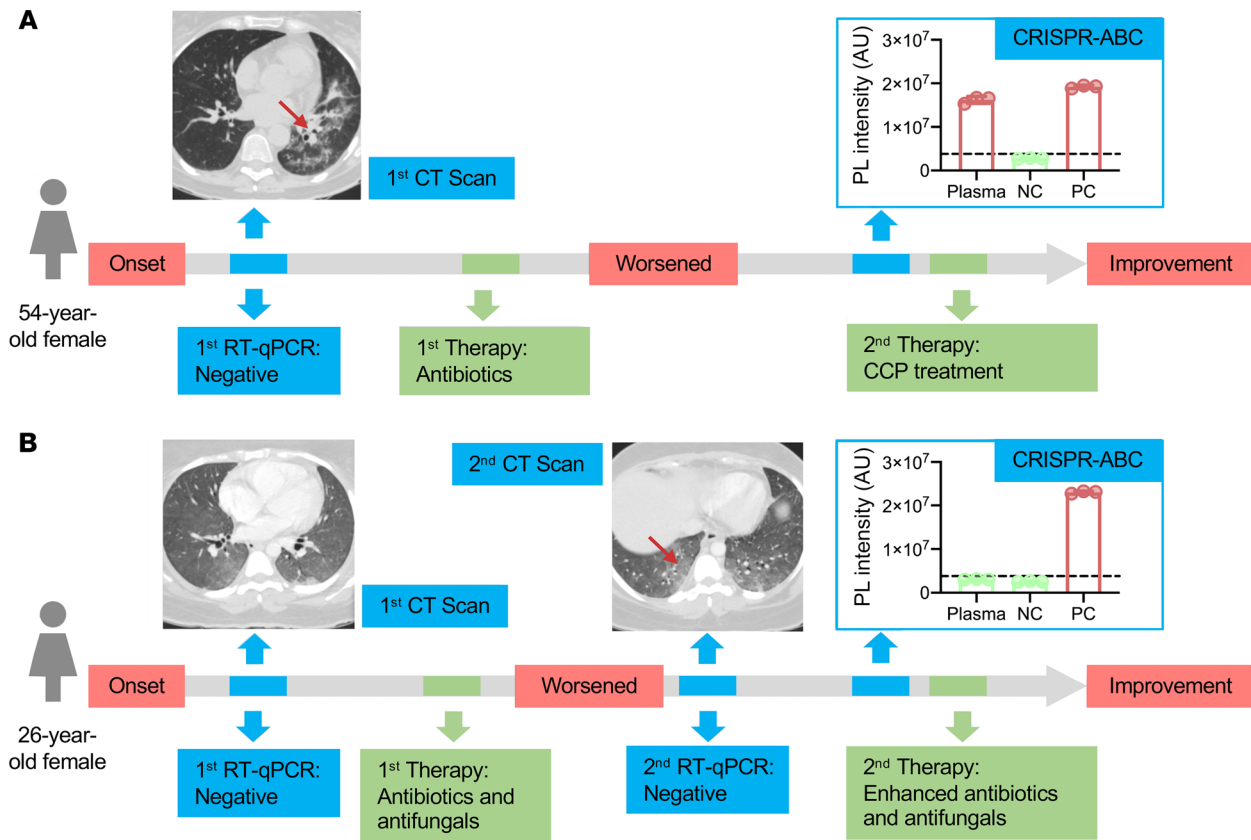 A
3×10⁷
2×10⁷
1×10⁷
0
PL intensity (AU)
CRISPR-ABC
Plasma NC PC
1st CT Scan
54-year-
old female
Onset
Worsened
Improvement
1st RT-qPCR:
Negative
1st Therapy:
Antibiotics
2nd Therapy:
CCP treatment
B
1st CT Scan
2nd CT Scan
3×10⁷
2×10⁷
1×10⁷
0
PL intensity (AU)
CRISPR-ABC
Plasma NC PC
26-year-
old female
Onset
Worsened
Improvement
1st RT-qPCR:
Negative
1st Therapy:
Antibiotics and
antifungals
2nd RT-qPCR:
Negative
2nd Therapy:
Enhanced antibiotics
and antifungals